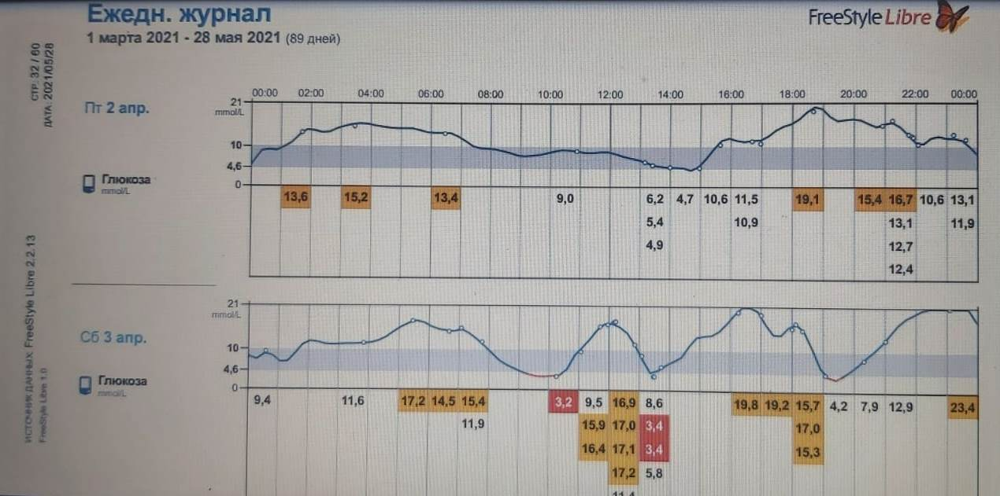 Ежедн. журнал
1 марта 2021 - 28 мая 2021 (89 дней)
FreeStyle Libre
СТР: 32 / 60
ДАТА: 2021/05/28
ИСТОЧНИК ДАННЫХ: FreeStyle Libre 2.2.13
FreeStyle Libre 1.0
00:00 02:00 04:00 06:00 08:00 10:00 12:00 14:00 16:00 18:00 20:00 22:00 00:00
Пт 2 апр.
21
mmol/L
10
4,6
0
Глюкоза
mmol/L
13,6 15,2 13,4 9,0 6,2 4,7 10,6 11,5 19,1 15,4 16,7 10,6 13,1
5,4 10,9 13,1 11,9
4,9 12,7
12,4
Сб 3 апр.
21
mmol/L
10
4,6
0
Глюкоза
mmol/L
9,4 11,6 17,2 14,5 15,4 3,2 9,5 16,9 8,6 19,8 19,2 15,7 4,2 7,9 12,9 23,4
11,9 15,9 17,0 3,4 17,0
16,4 17,1 3,4 15,3
17,2 5,8